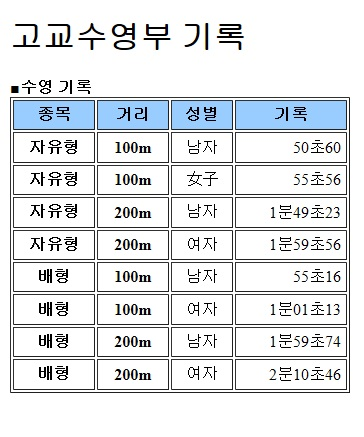 고교수영부 기록
■수영 기록
종목 거리 성별 기록
자유형 100m 남자 50초60
자유형 100m 女子 55초56
자유형 200m 남자 1분49초23
자유형 200m 여자 1분59초56
배형 100m 남자 55초16
배형 100m 여자 1분01초13
배형 200m 남자 1분59초74
배형 200m 여자 2분10초46